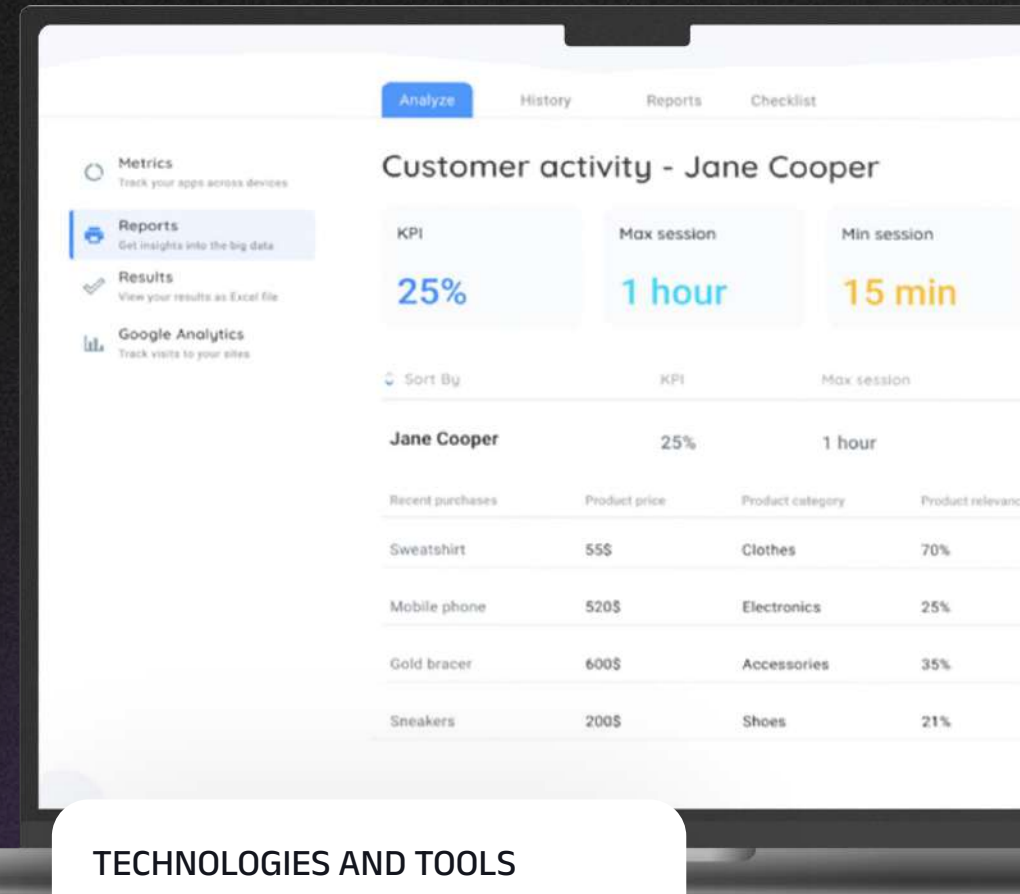 Analyze History Reports Checklist
Metrics
Track your apps across devices
Reports
Get insights into the big data
Results
View your results as Excel file
Google Analytics
Track visits to your sites
Customer activity - Jane Cooper
KPI Max session Min session
25% 1 hour 15 min
Sort By KPI Max session
Jane Cooper 25% 1 hour
Recent purchases Product price Product category Product relevanc
Sweatshirt 55$ Clothes 70%
Mobile phone 520$ Electronics 25%
Gold bracer 600$ Accessories 35%
Sneakers 200$ Shoes 21%
TECHNOLOGIES AND TOOLS